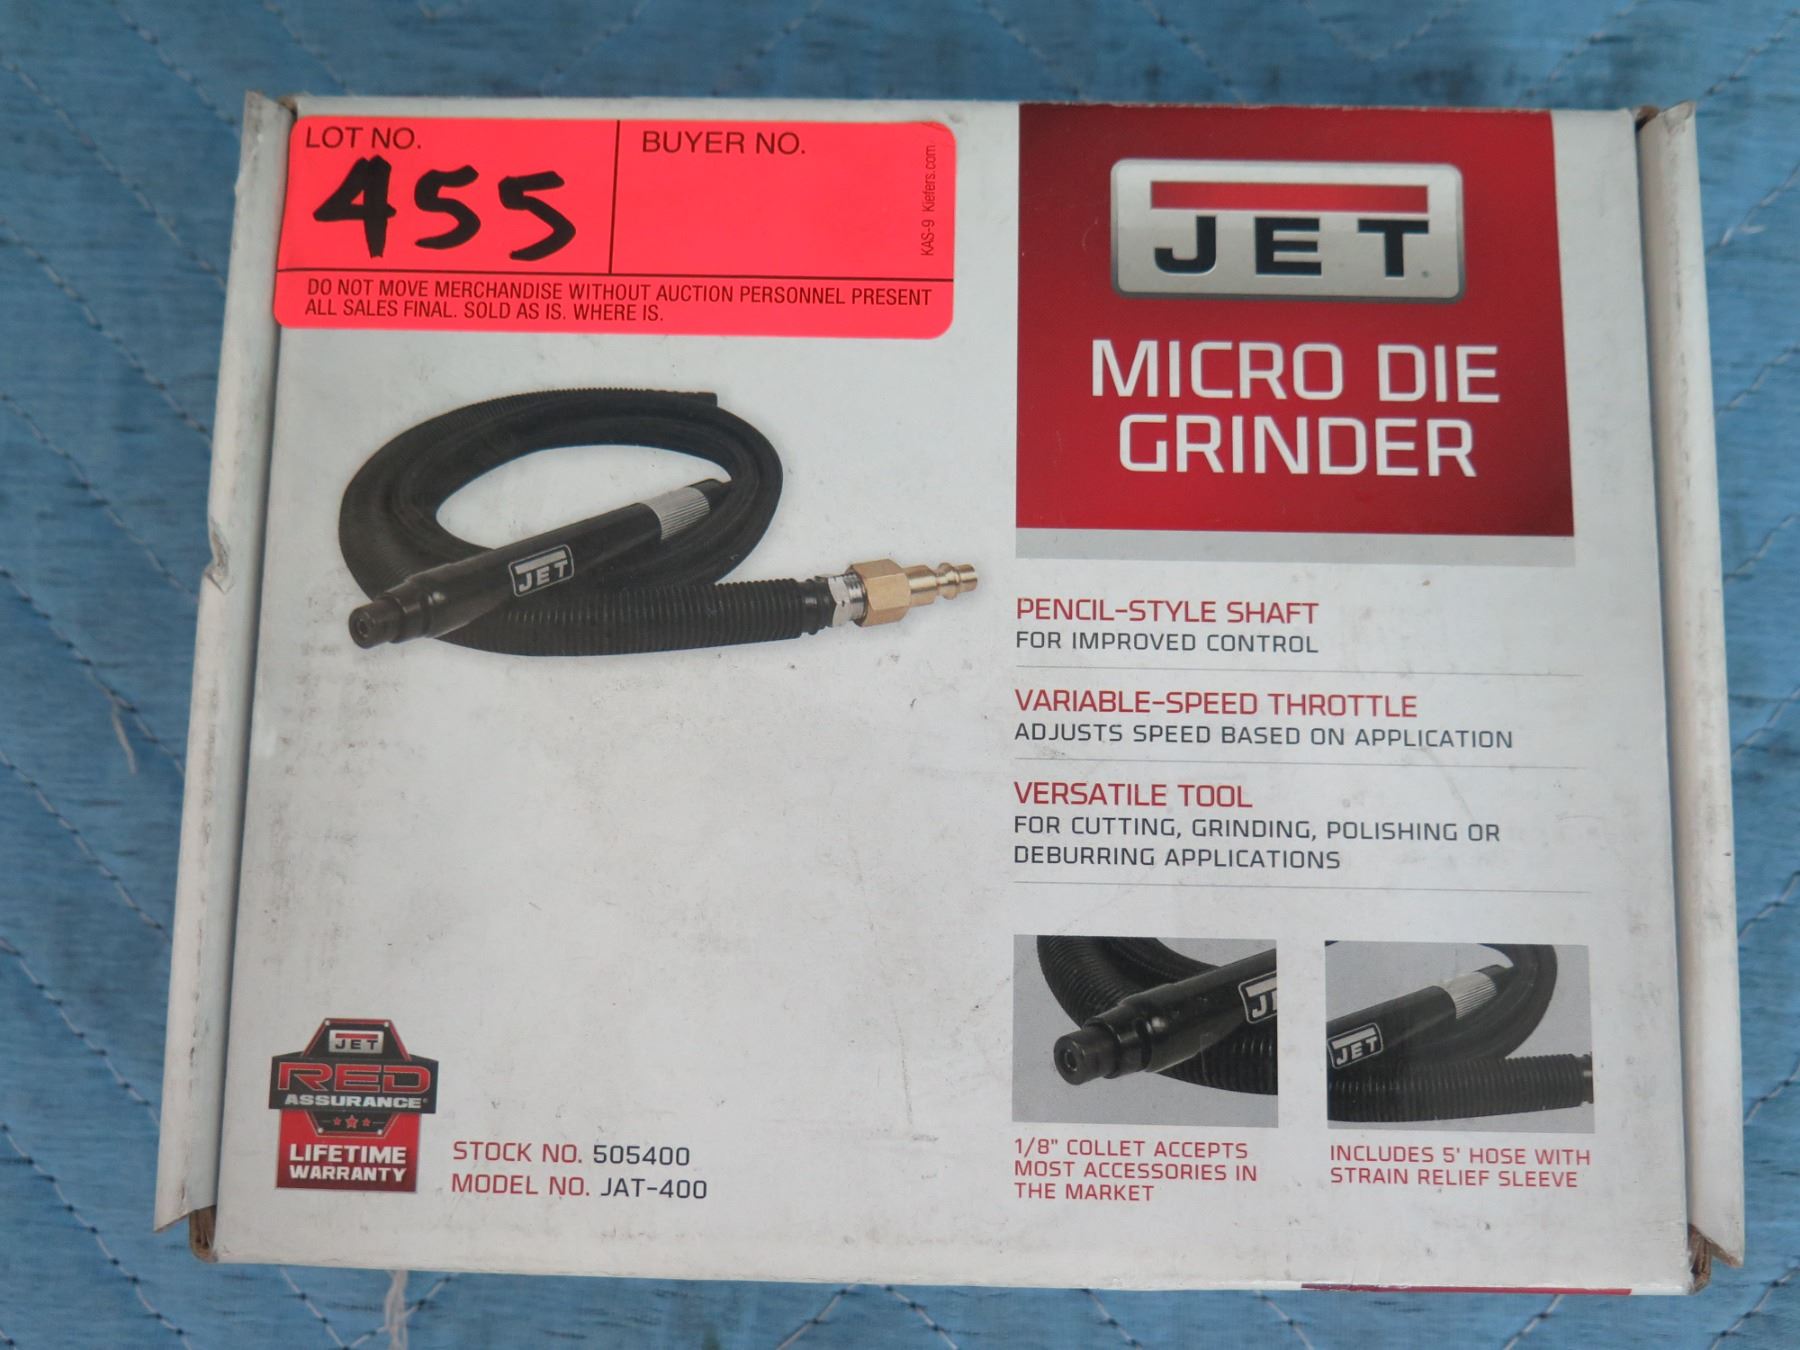 LOT NO.
455
BUYER NO.
KAS-9 Kiefers.com
DO NOT MOVE MERCHANDISE WITHOUT AUCTION PERSONNEL PRESENT
ALL SALES FINAL. SOLD AS IS. WHERE IS.
JET
MICRO DIE
GRINDER
JET
PENCIL-STYLE SHAFT
FOR IMPROVED CONTROL
VARIABLE-SPEED THROTTLE
ADJUSTS SPEED BASED ON APPLICATION
VERSATILE TOOL
FOR CUTTING, GRINDING, POLISHING OR
DEBURRING APPLICATIONS
JE
JET
1/8" COLLET ACCEPTS
MOST ACCESSORIES IN
THE MARKET
INCLUDES 5' HOSE WITH
STRAIN RELIEF SLEEVE
JET
RED
ASSURANCE®
LIFETIME
WARRANTY
STOCK NO. 505400
MODEL NO. JAT-400